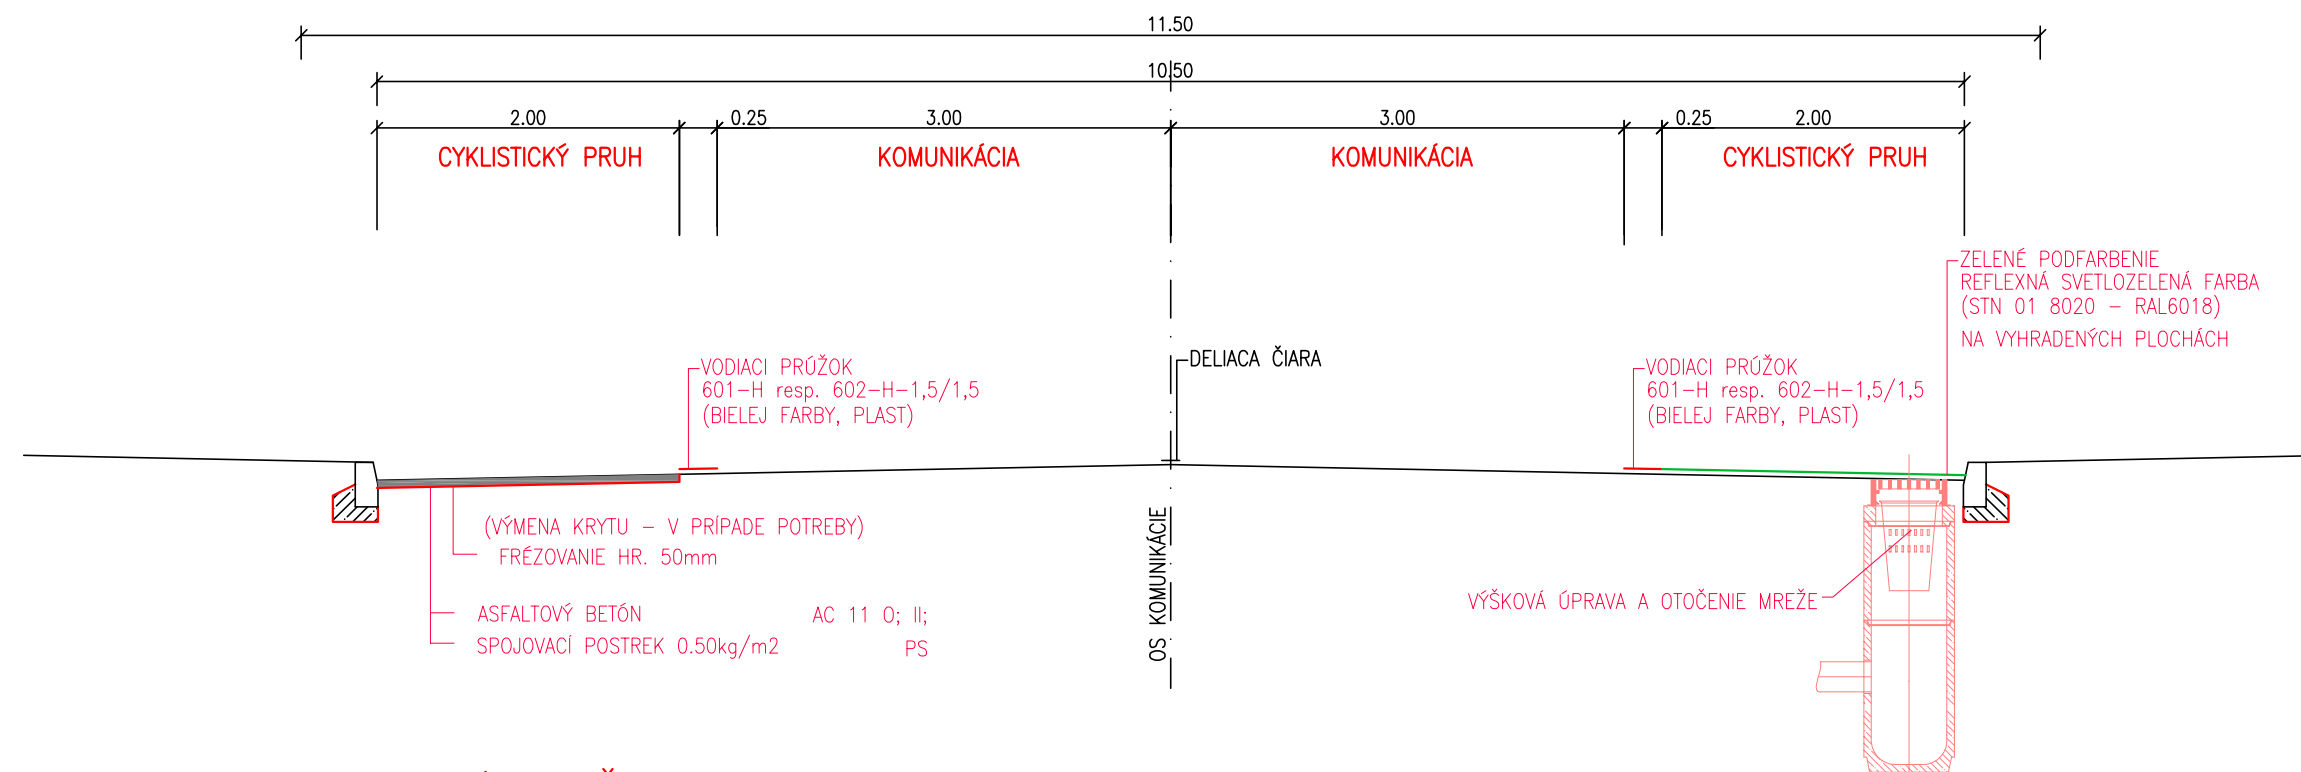 11.50
10.50
2.00
0.25
3.00
3.00
0.25
2.00
CYKLISTICKÝ PRUH
KOMUNIKÁCIA
KOMUNIKÁCIA
CYKLISTICKÝ PRUH
ZELENÉ PODFARBENIE
REFLEXNÁ SVETLOZELENÁ FARBA
(STN 01 8020 – RAL6018)
NA VYHRADENÝCH PLOCHÁCH
VODIACI PRÚŽOK
601–H resp. 602–H–1,5/1,5
(BIELEJ FARBY, PLAST)
DELIACA ČIARA
VODIACI PRÚŽOK
601–H resp. 602–H–1,5/1,5
(BIELEJ FARBY, PLAST)
(VÝMENA KRYTU – V PRÍPADE POTREBY)
FRÉZOVANIE HR. 50mm
ASFALTOVÝ BETÓN AC 11 O; II;
SPOJOVACÍ POSTREK 0.50kg/m2 PS
OS KOMUNIKÁCIE
VÝŠKOVÁ ÚPRAVA A OTOČENIE MREŽE